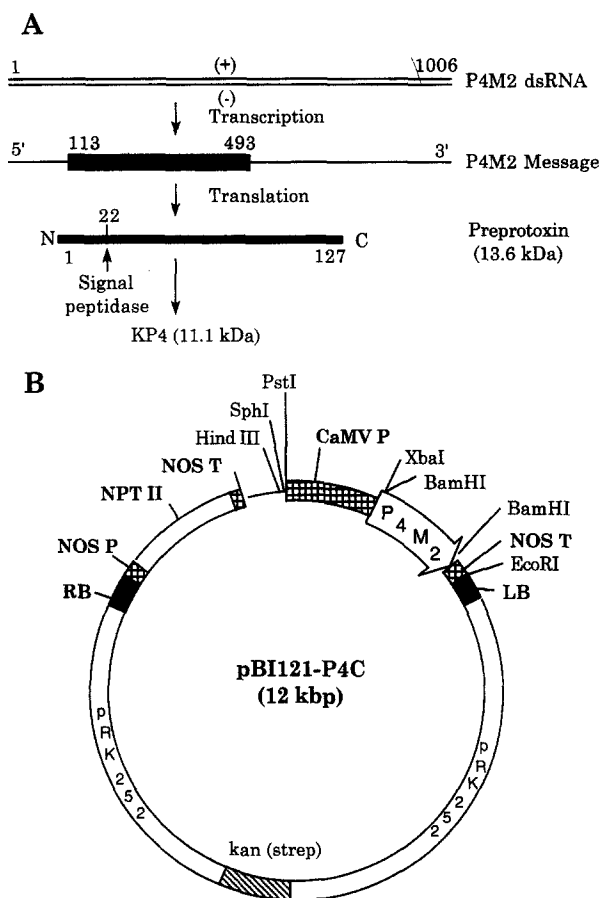 A
1 (+) 1006
P4M2 dsRNA
(-)
Transcription
5' 113 493 3'
P4M2 Message
Translation
22
N C
1 127
Preprotoxin
(13.6 kDa)
Signal
peptidase
KP4 (11.1 kDa)
B
PstI
SphI
Hind III
CaMV P
NOS T
XbaI
BamHI
NPT II
P4M2
BamHI
NOS P
NOS T
EcoRI
RB
LB
pBI121-P4C
(12 kbp)
pRK252
pRK252
kan (strep)